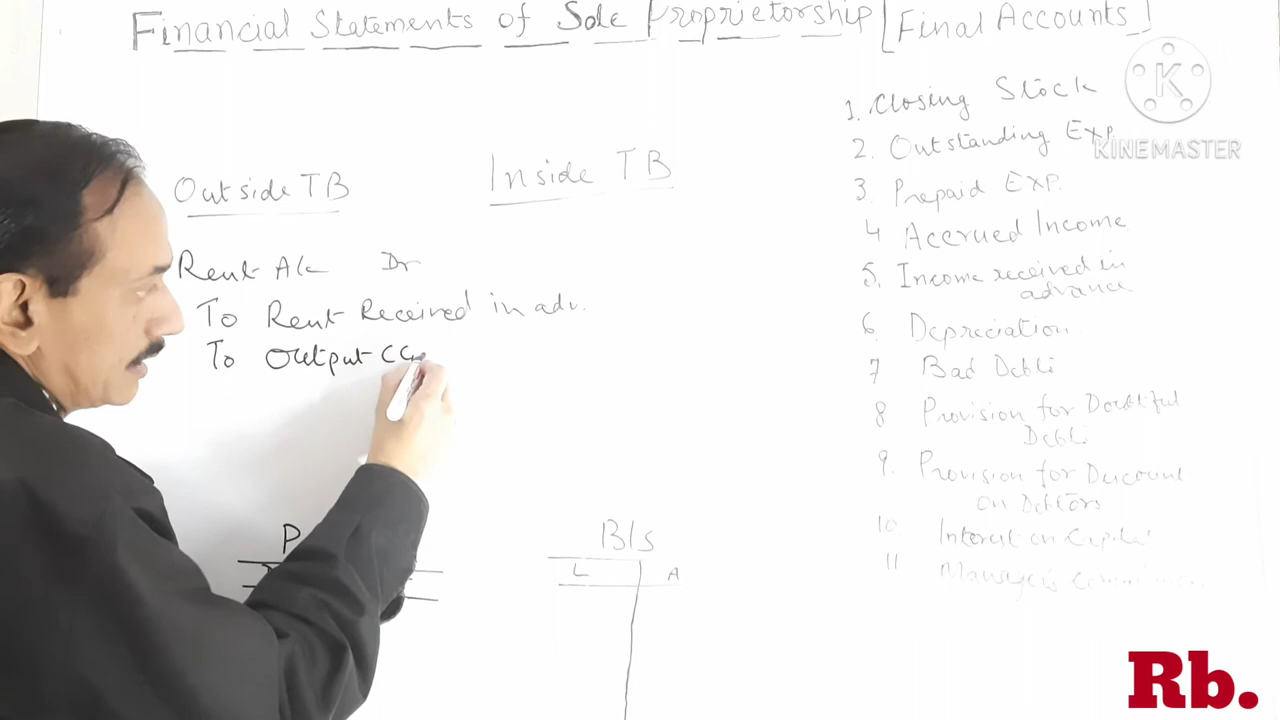 Financial Statements of Sole Proprietorship [Final Accounts]
Outside TB
Inside TB
Rent A/c Dr
To Rent Received in adv.
To Output CG
P
B/s
L A
1. Closing Stock
2. Outstanding Exp.
3. Prepaid Exp.
4 Accrued Income
5. Income received in
advance
6 Depreciation
7 Bad Debts
8 Provision for Doubtful
Debts
9. Provision for Discount
on Debtors
10 Interest on Capital
11 Manager's
K
KINEMASTER
Rb.